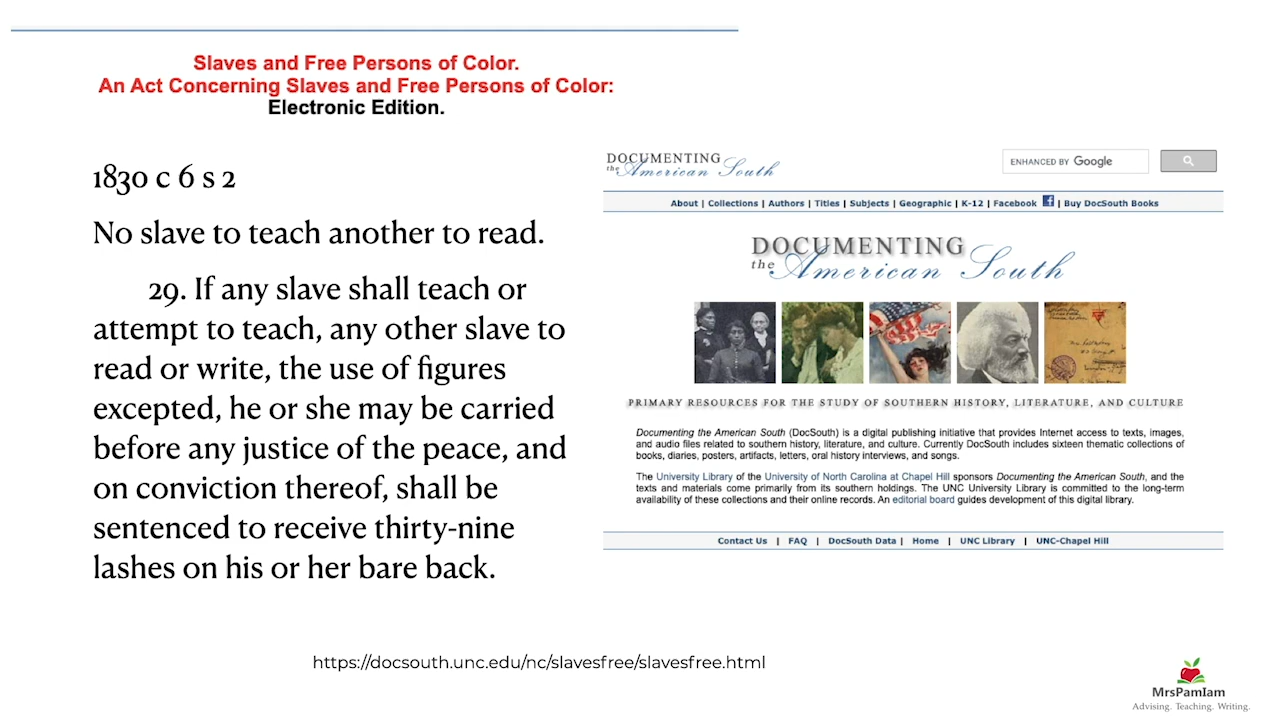 Slaves and Free Persons of Color.
An Act Concerning Slaves and Free Persons of Color:
Electronic Edition.
1830 c 6 s 2
No slave to teach another to read.
29. If any slave shall teach or
attempt to teach, any other slave to
read or write, the use of figures
excepted, he or she may be carried
before any justice of the peace, and
on conviction thereof, shall be
sentenced to receive thirty-nine
lashes on his or her bare back.
DOCUMENTING
the American South
ENHANCED BY Google
About | Collections | Authors | Titles | Subjects | Geographic | K-12 | Facebook | Buy DocSouth Books
DOCUMENTING
the American South
PRIMARY RESOURCES FOR THE STUDY OF SOUTHERN HISTORY, LITERATURE, AND CULTURE
Documenting the American South (DocSouth) is a digital publishing initiative that provides Internet access to texts, images,
and audio files related to southern history, literature, and culture. Currently DocSouth includes sixteen thematic collections of
books, diaries, posters, artifacts, letters, oral history interviews, and songs.
The University Library of the University of North Carolina at Chapel Hill sponsors Documenting the American South, and the
texts and materials come primarily from its southern holdings. The UNC University Library is committed to the long-term
availability of these collections and their online records. An editorial board guides development of this digital library.
Contact Us | FAQ | DocSouth Data | Home | UNC Library | UNC-Chapel Hill
https://docsouth.unc.edu/nc/slavesfree/slavesfree.html
MrsPamIam
Advising. Teaching. Writing.